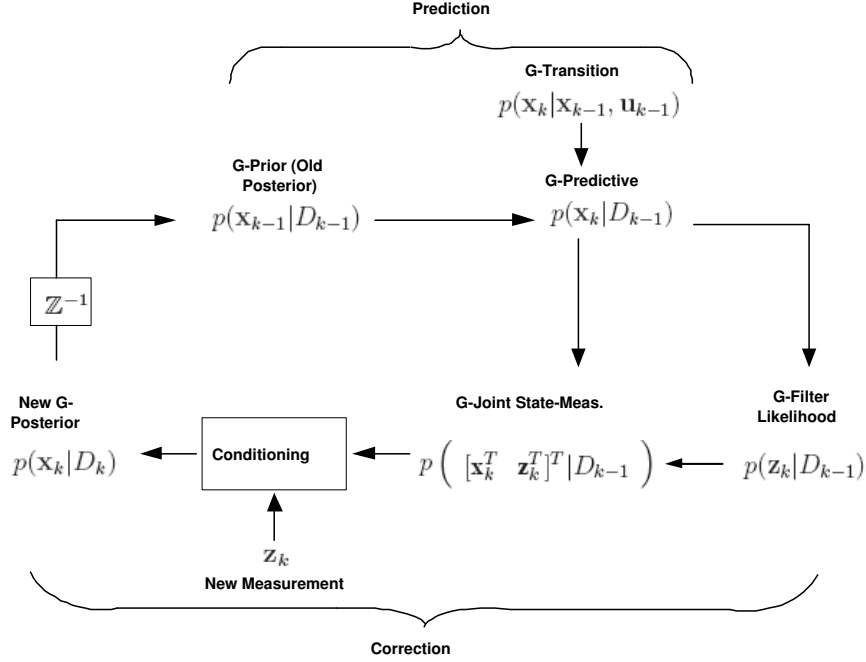 Prediction
G-Transition
p(x_k|x_{k-1}, u_{k-1})
G-Prior (Old
Posterior)
p(x_{k-1}|D_{k-1})
G-Predictive
p(x_k|D_{k-1})
ℤ^{-1}
New G-
Posterior
p(x_k|D_k)
Conditioning
G-Joint State-Meas.
p( [x_k^T z_k^T]^T|D_{k-1} )
G-Filter
Likelihood
p(z_k|D_{k-1})
z_k
New Measurement
Correction